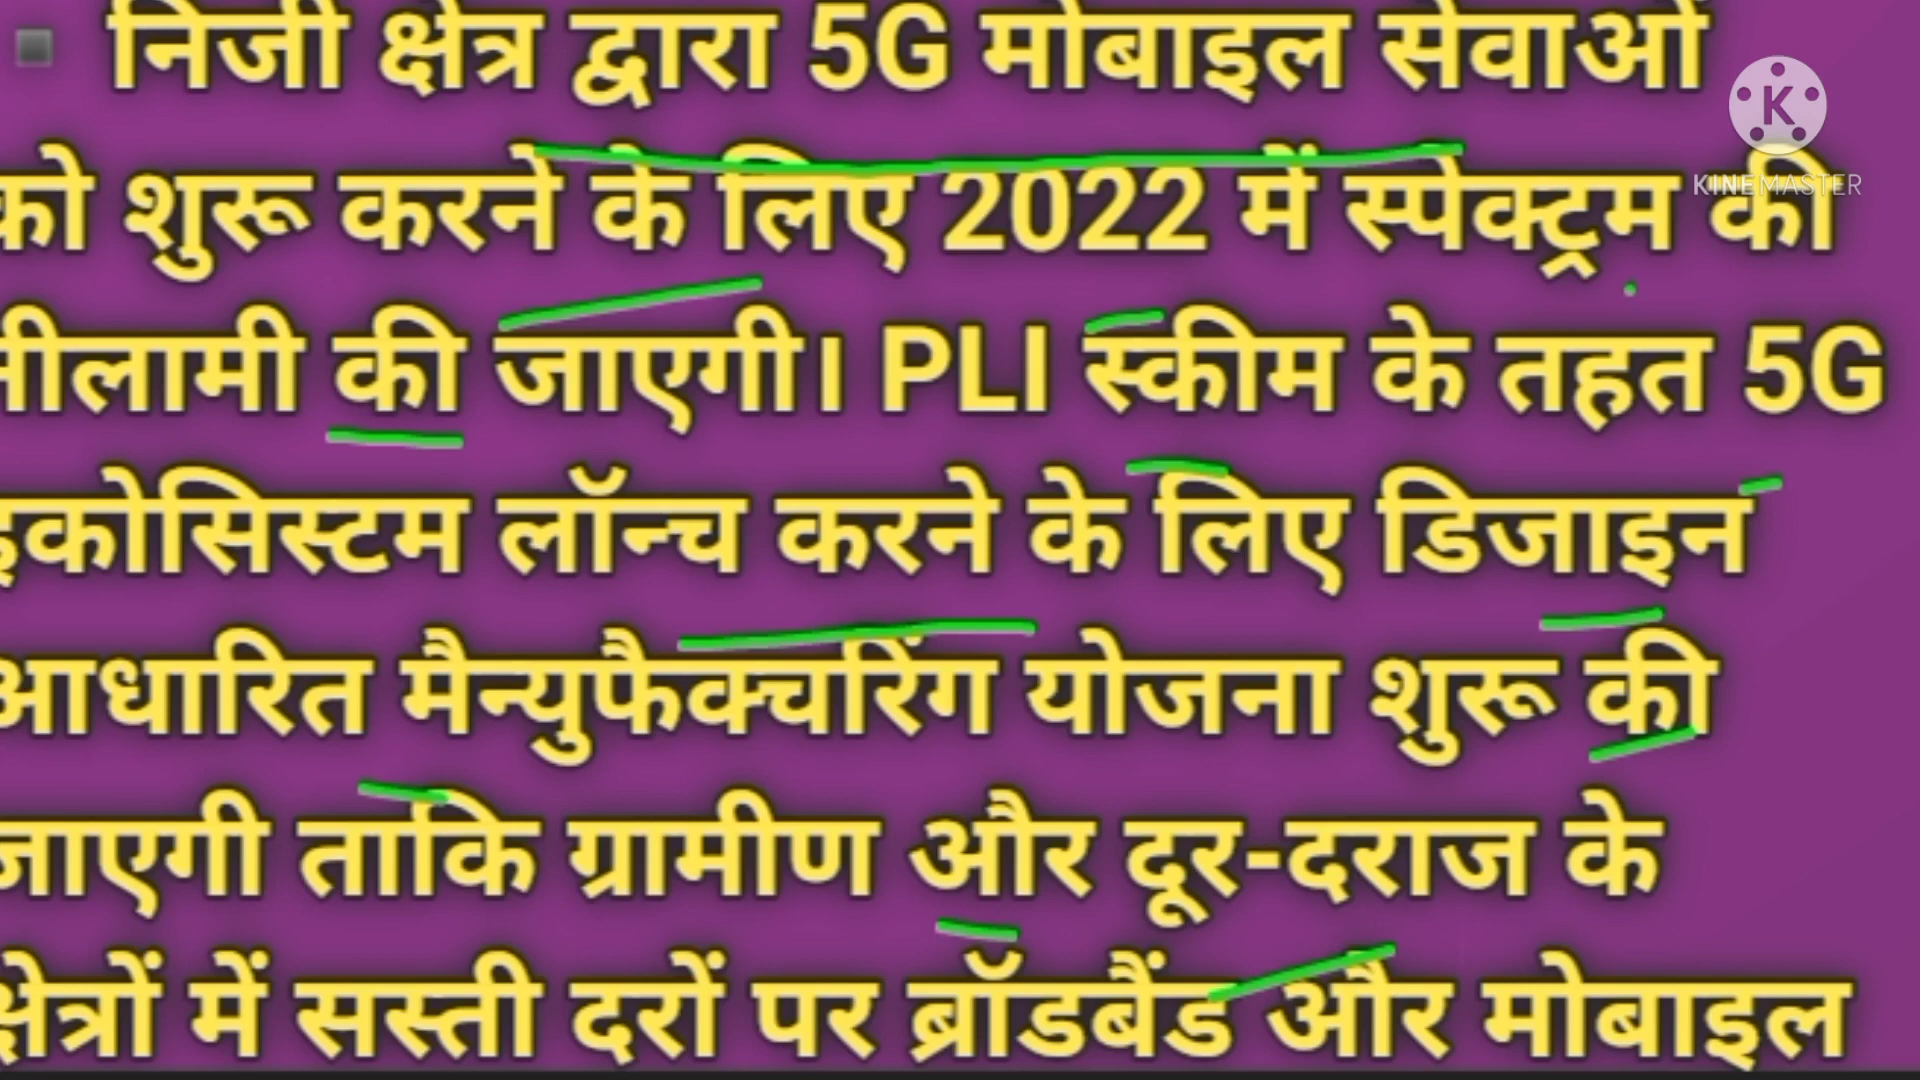 निजी क्षेत्र द्वारा 5G मोबाइल सेवाओं
को शुरू करने के लिए 2022 में स्पेक्ट्रम की
नीलामी की जाएगी। PLI स्कीम के तहत 5G
इकोसिस्टम लॉन्च करने के लिए डिजाइन
आधारित मैन्युफैक्चरिंग योजना शुरू की
जाएगी ताकि ग्रामीण और दूर-दराज के
क्षेत्रों में सस्ती दरों पर ब्रॉडबैंड और मोबाइल
K
KINEMASTER